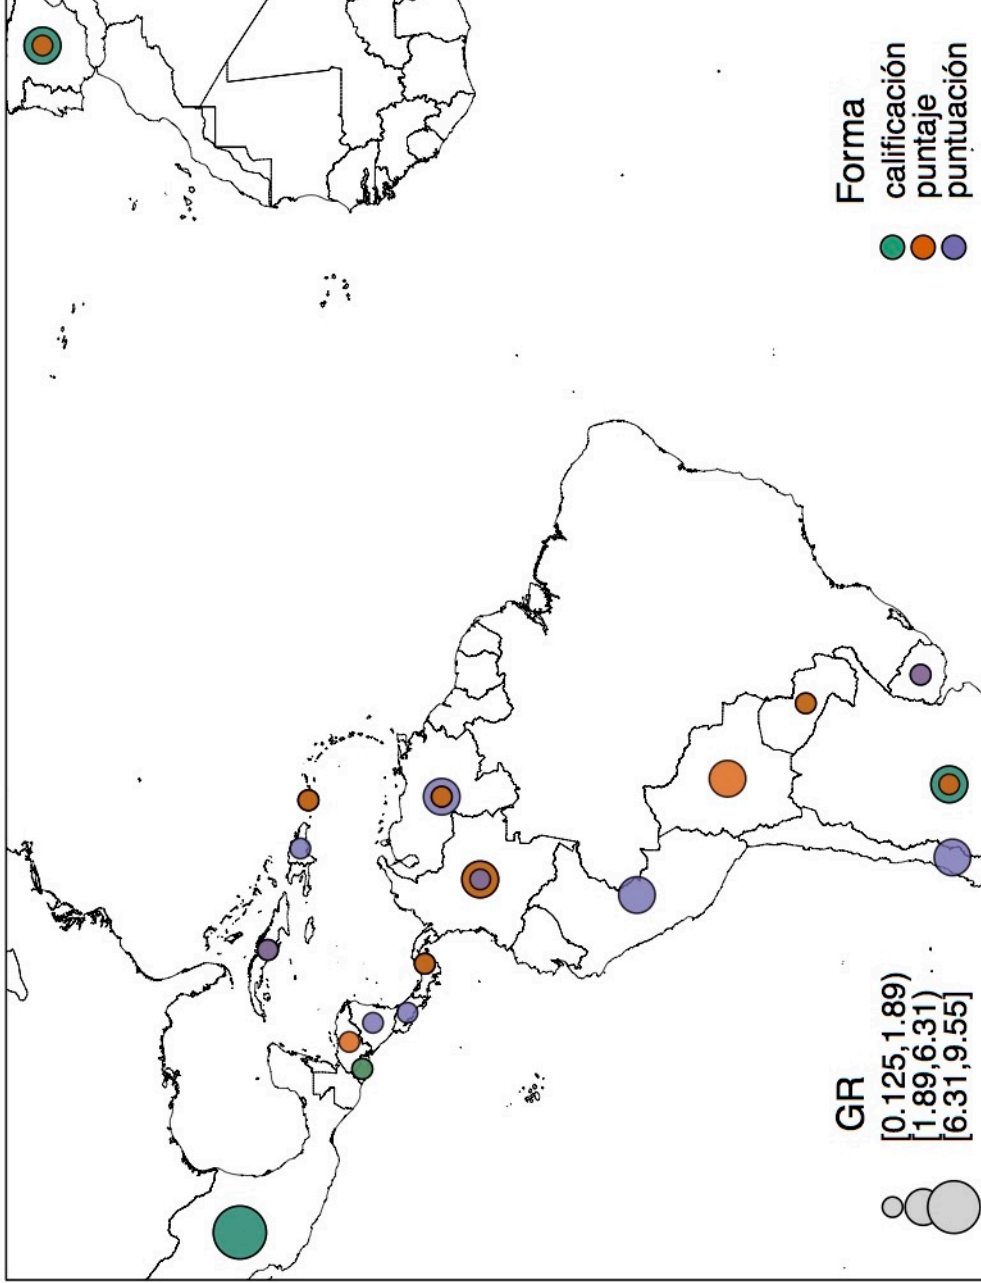 GR
[0.125,1.89)
[1.89,6.31)
[6.31,9.55]
Forma
calificación
puntaje
puntuación